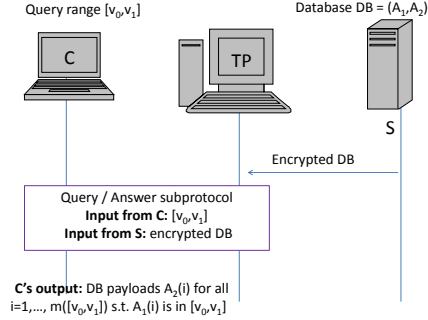 Query range [v₀,v₁]
Database DB = (A₁,A₂)
C
TP
S
Encrypted DB
Query / Answer subprotocol
Input from C: [v₀,v₁]
Input from S: encrypted DB
C's output: DB payloads A₂(i) for all
i=1,…, m([v₀,v₁]) s.t. A₁(i) is in [v₀,v₁]